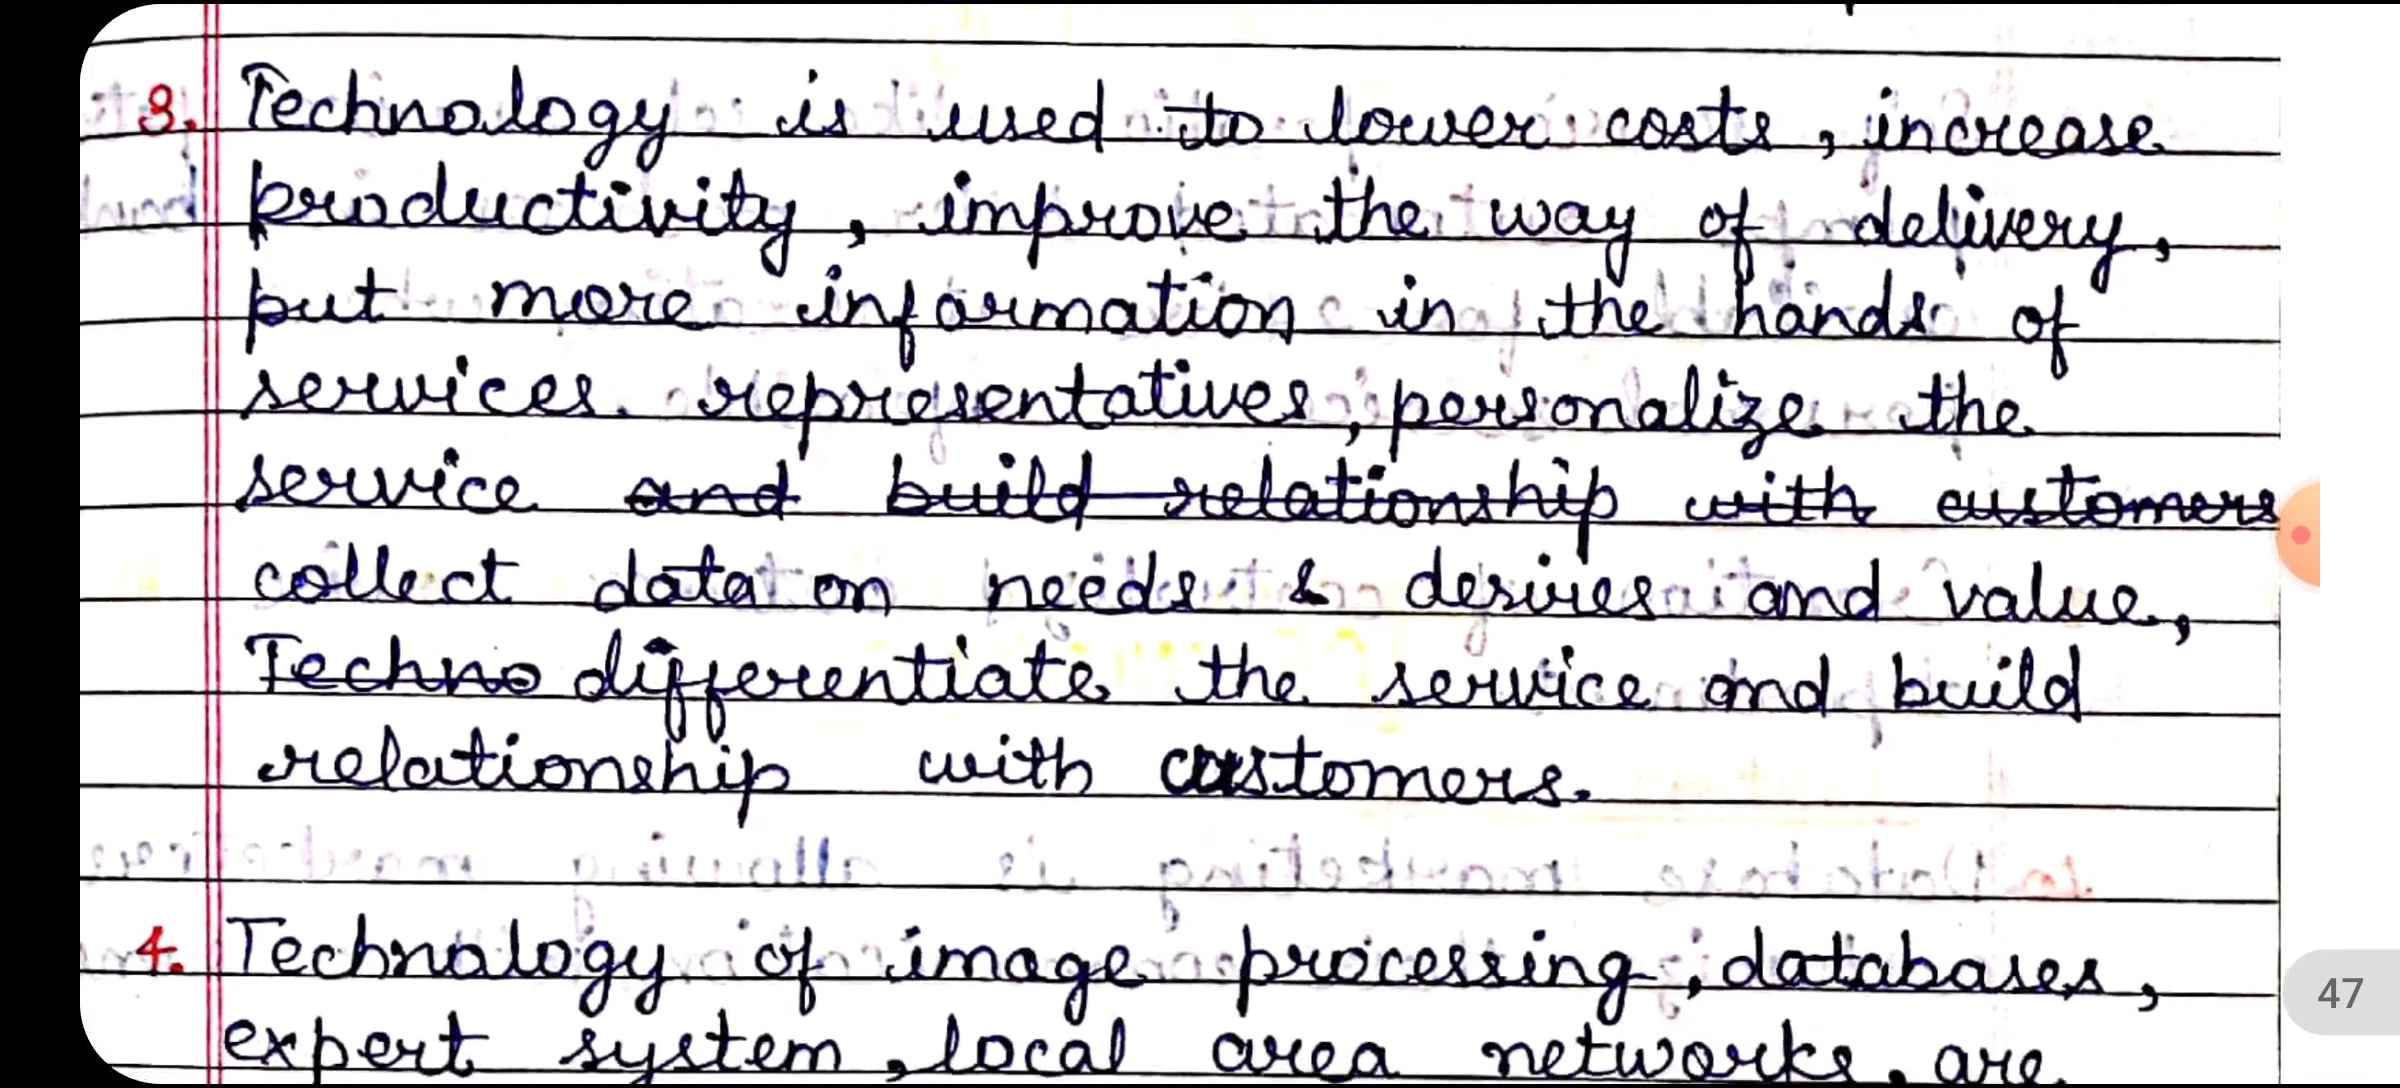 3. Technology is used to lower costs, increase
productivity, improve the way of delivery,
put more information in the hands of
services representatives, personalize the
service and build relationship with customers
collect data on needs & desires and value,
Techno differentiate the service and build
relationship with customers.
4. Technology of image processing, databases,
expert system, local area networks, are
47